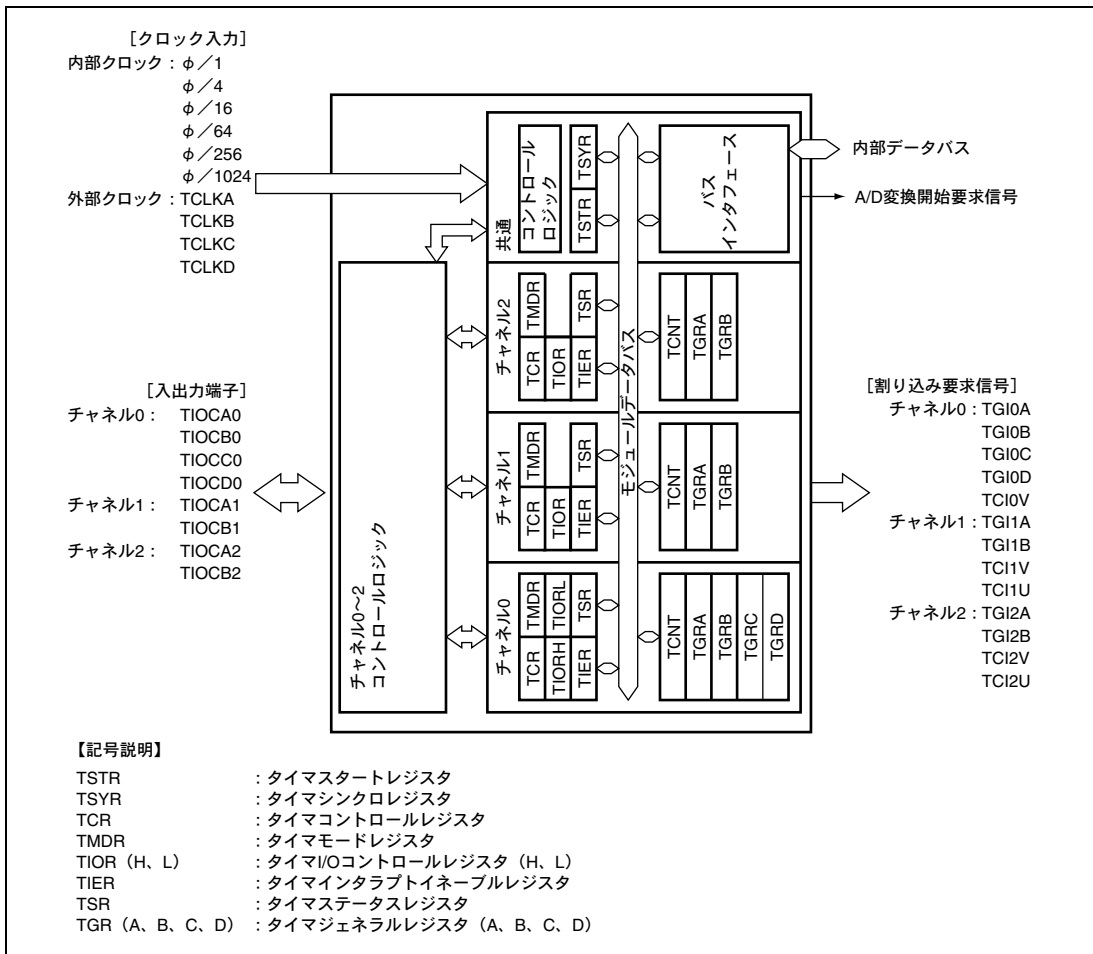 ［クロック入力］
内部クロック：φ／1
φ／4
φ／16
φ／64
φ／256
φ／1024
外部クロック：TCLKA
TCLKB
TCLKC
TCLKD
［入出力端子］
チャネル0： TIOCA0
TIOCB0
TIOCC0
TIOCD0
チャネル1： TIOCA1
TIOCB1
チャネル2： TIOCA2
TIOCB2
チャネル0～2
コントロールロジック
共通
コントロール
ロジック
TSTR TSYR
バス
インタフェース
チャネル2
TCR TMDR
TIOR
TIER TSR
TCNT
TGRA
TGRB
チャネル1
TCR TMDR
TIOR
TIER TSR
TCNT
TGRA
TGRB
チャネル0
TCR TMDR
TIORH TIORL
TIER TSR
TCNT
TGRA
TGRB
TGRC
TGRD
モジュールデータバス
内部データバス
A/D変換開始要求信号
［割り込み要求信号］
チャネル0：TGI0A
TGI0B
TGI0C
TGI0D
TCI0V
チャネル1：TGI1A
TGI1B
TCI1V
TCI1U
チャネル2：TGI2A
TGI2B
TCI2V
TCI2U
【記号説明】
TSTR ：タイマスタートレジスタ
TSYR ：タイマシンクロレジスタ
TCR ：タイマコントロールレジスタ
TMDR ：タイマモードレジスタ
TIOR（H、L） ：タイマI/Oコントロールレジスタ（H、L）
TIER ：タイマインタラプトイネーブルレジスタ
TSR ：タイマステータスレジスタ
TGR（A、B、C、D） ：タイマジェネラルレジスタ（A、B、C、D）